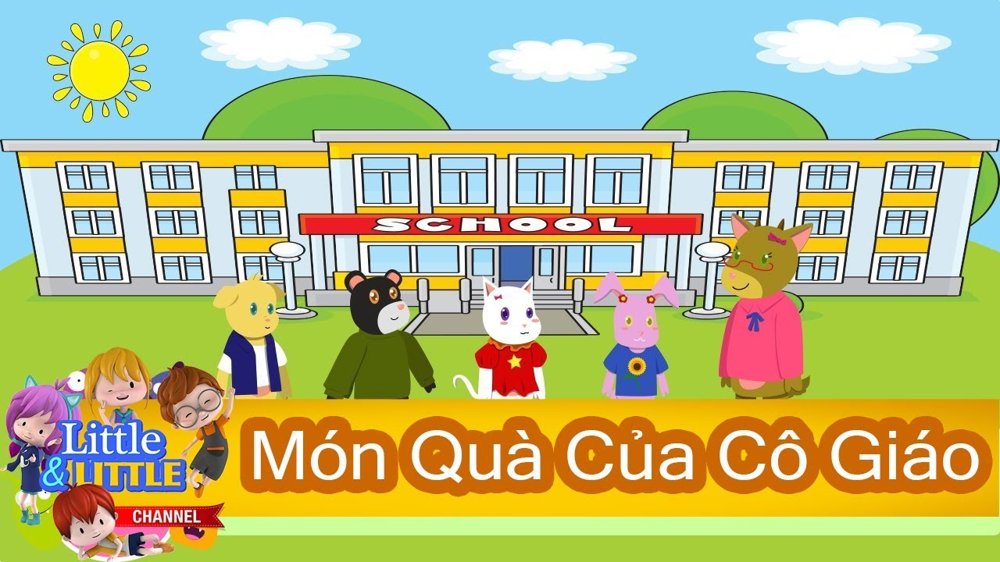 SCHOOL
Little
& LITTLE
CHANNEL
Món Quà Của Cô Giáo